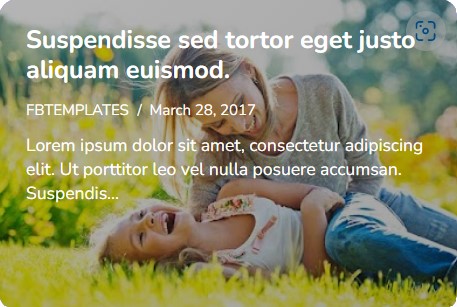 Suspendisse sed tortor eget justo
aliquam euismod.
FBTEMPLATES / March 28, 2017
Lorem ipsum dolor sit amet, consectetur adipiscing
elit. Ut porttitor leo vel nulla posuere accumsan.
Suspendis...